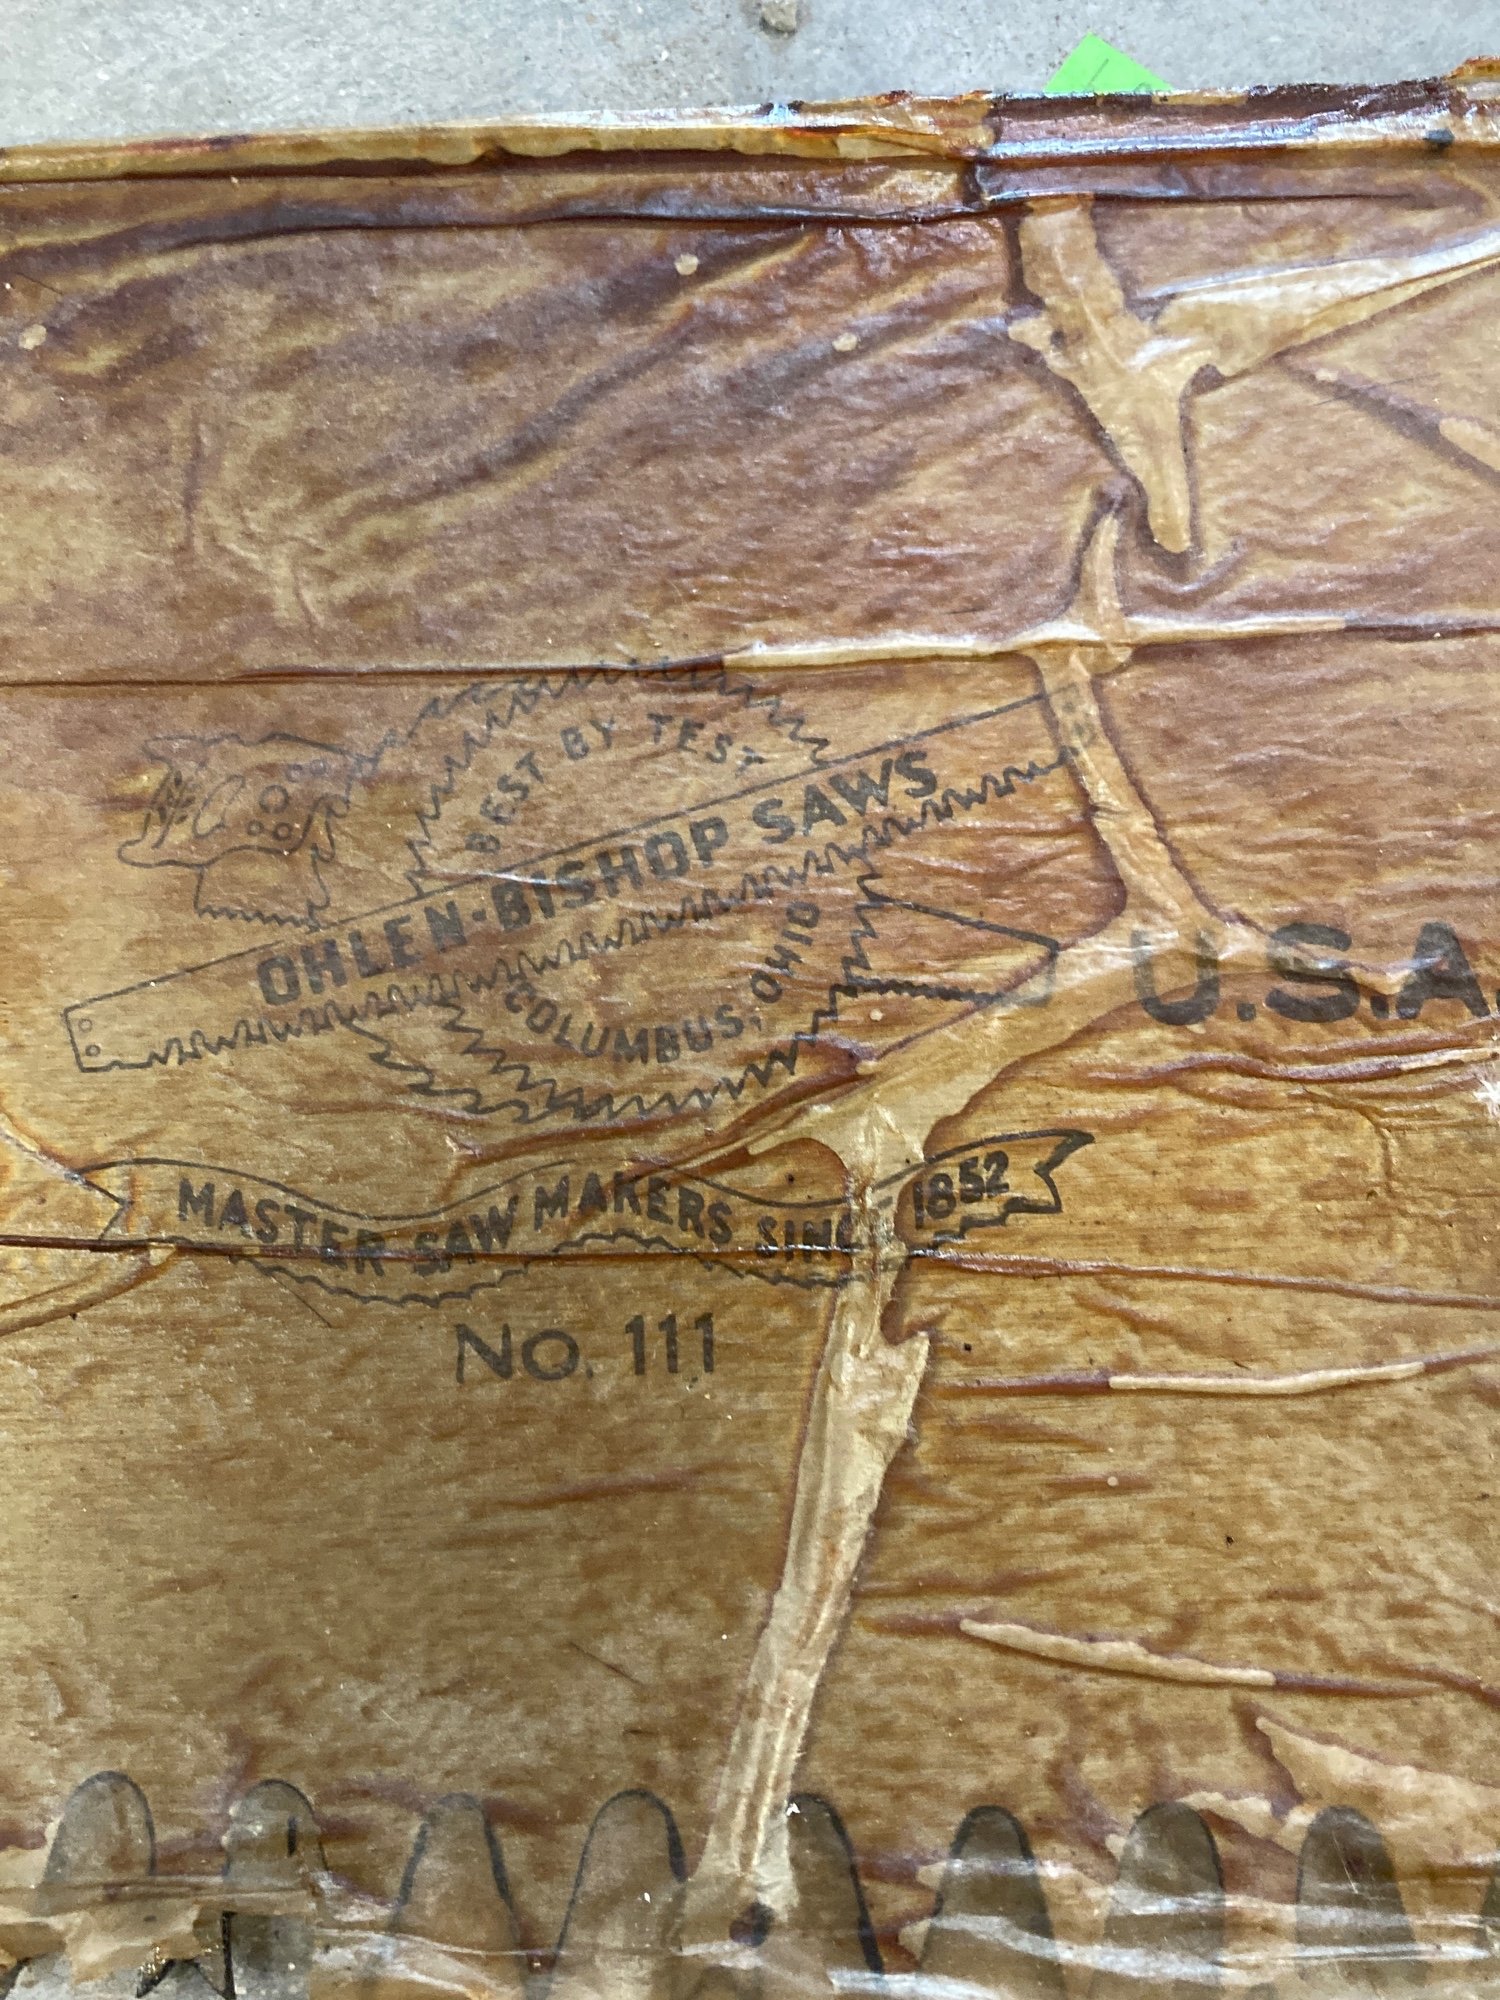 BEST BY TEST
OHLEN-BISHOP SAWS
COLUMBUS, OHIO
U.S.A.
MASTER SAW MAKERS SINCE 1852
NO. 111